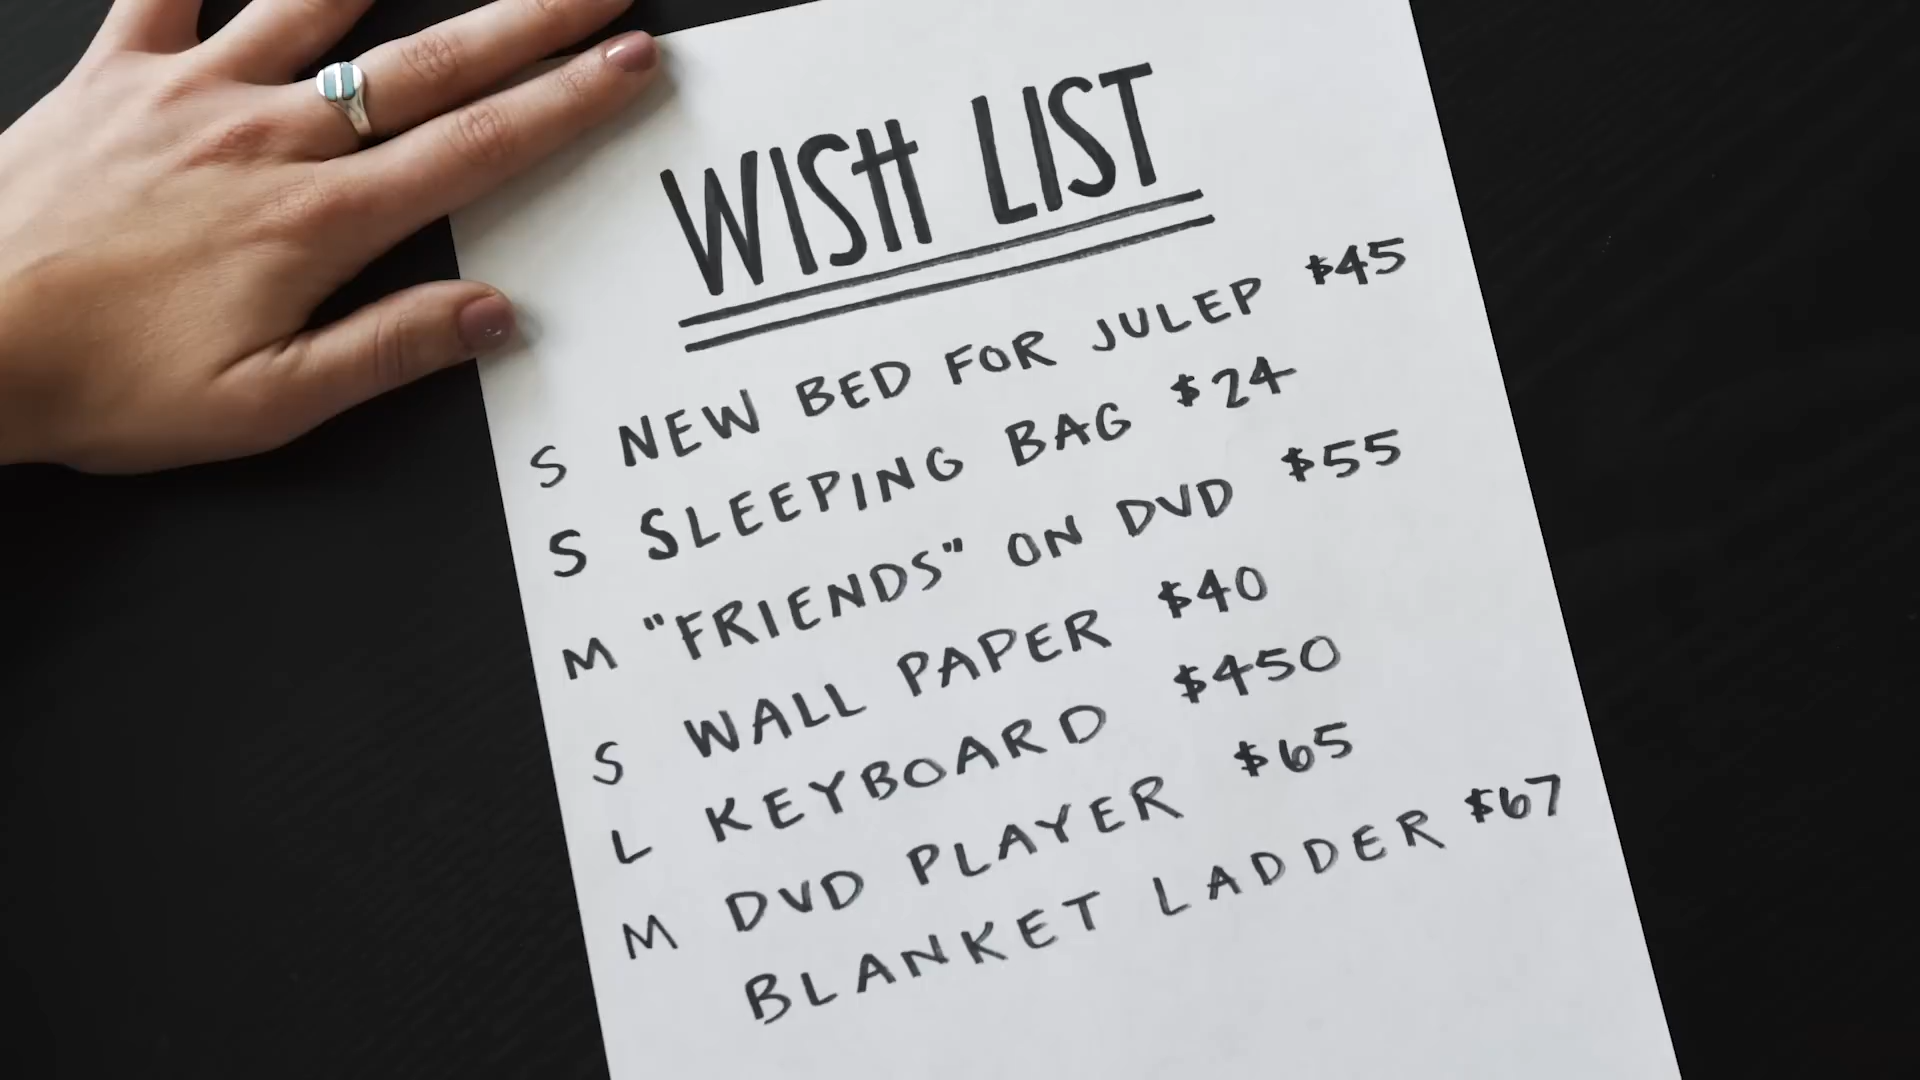 WISH LIST
S NEW BED FOR JULEP $45
S SLEEPING BAG $24
M "FRIENDS" ON DVD $55
S WALL PAPER $40
L KEYBOARD $450
M DVD PLAYER $65
BLANKET LADDER $67